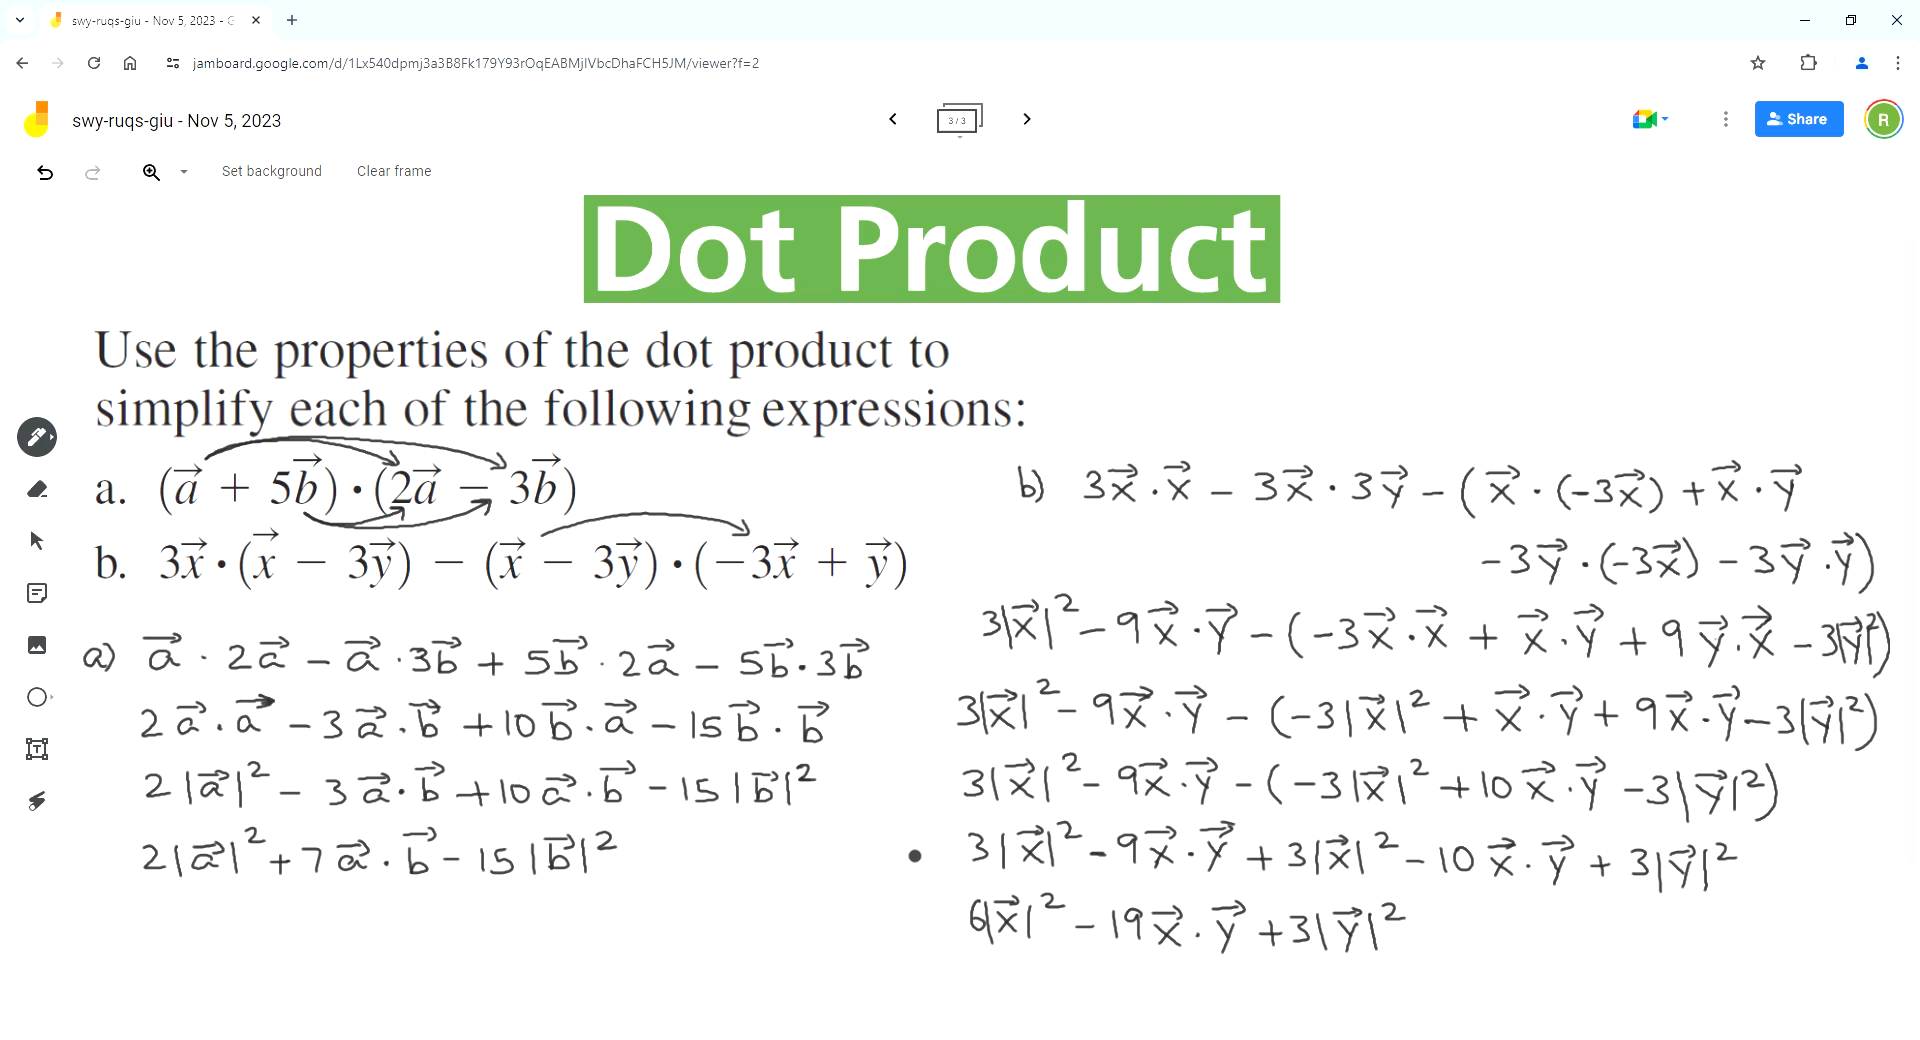 swy-ruqs-giu - Nov 5, 2023 - G
jamboard.google.com/d/1Lx540dpmj3a3B8Fk179Y93rOqEABMjIVbcDhaFCH5JM/viewer?f=2
swy-ruqs-giu - Nov 5, 2023
3 / 3
Share
R
Set background
Clear frame
Dot Product
Use the properties of the dot product to
simplify each of the following expressions:
a. (a⃗ + 5b⃗) · (2a⃗ − 3b⃗)
b. 3x⃗ · (x⃗ − 3y⃗) − (x⃗ − 3y⃗) · (−3x⃗ + y⃗)
a) a⃗ · 2a⃗ − a⃗ · 3b⃗ + 5b⃗ · 2a⃗ − 5b⃗ · 3b⃗
2a⃗ · a⃗ − 3a⃗ · b⃗ + 10b⃗ · a⃗ − 15b⃗ · b⃗
2|a⃗|² − 3a⃗ · b⃗ + 10a⃗ · b⃗ − 15|b⃗|²
2|a⃗|² + 7a⃗ · b⃗ − 15|b⃗|²
b) 3x⃗ · x⃗ − 3x⃗ · 3y⃗ − (x⃗ · (−3x⃗) + x⃗ · y⃗
−3y⃗ · (−3x⃗) − 3y⃗ · y⃗)
3|x⃗|² − 9x⃗ · y⃗ − (−3x⃗ · x⃗ + x⃗ · y⃗ + 9y⃗ · x⃗ − 3|y⃗|²)
3|x⃗|² − 9x⃗ · y⃗ − (−3|x⃗|² + x⃗ · y⃗ + 9x⃗ · y⃗ − 3|y⃗|²)
3|x⃗|² − 9x⃗ · y⃗ − (−3|x⃗|² + 10x⃗ · y⃗ − 3|y⃗|²)
3|x⃗|² − 9x⃗ · y⃗ + 3|x⃗|² − 10x⃗ · y⃗ + 3|y⃗|²
6|x⃗|² − 19x⃗ · y⃗ + 3|y⃗|²